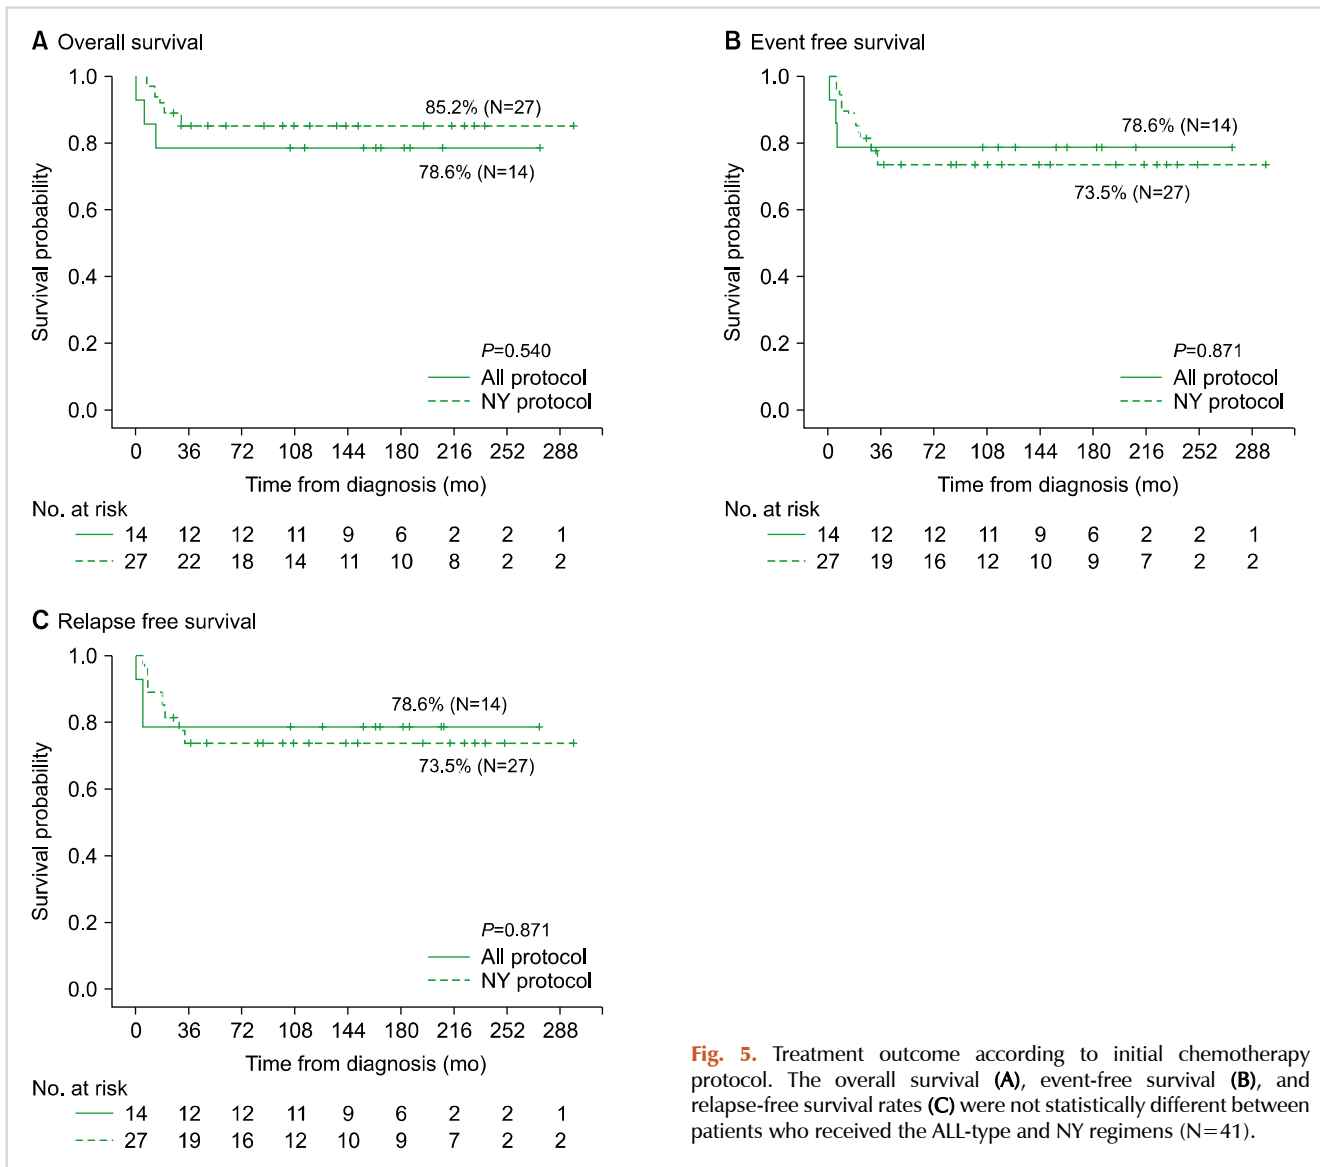 A Overall survival
1.0
0.8
0.6
0.4
0.2
0.0
Survival probability
85.2% (N=27)
78.6% (N=14)
P=0.540
All protocol
NY protocol
0 36 72 108 144 180 216 252 288
Time from diagnosis (mo)
No. at risk
14 12 12 11 9 6 2 2 1
27 22 18 14 11 10 8 2 2
B Event free survival
1.0
0.8
0.6
0.4
0.2
0.0
Survival probability
78.6% (N=14)
73.5% (N=27)
P=0.871
All protocol
NY protocol
0 36 72 108 144 180 216 252 288
Time from diagnosis (mo)
No. at risk
14 12 12 11 9 6 2 2 1
27 19 16 12 10 9 7 2 2
C Relapse free survival
1.0
0.8
0.6
0.4
0.2
0.0
Survival probability
78.6% (N=14)
73.5% (N=27)
P=0.871
All protocol
NY protocol
0 36 72 108 144 180 216 252 288
Time from diagnosis (mo)
No. at risk
14 12 12 11 9 6 2 2 1
27 19 16 12 10 9 7 2 2
Fig. 5. Treatment outcome according to initial chemotherapy
protocol. The overall survival (A), event-free survival (B), and
relapse-free survival rates (C) were not statistically different between
patients who received the ALL-type and NY regimens (N=41).